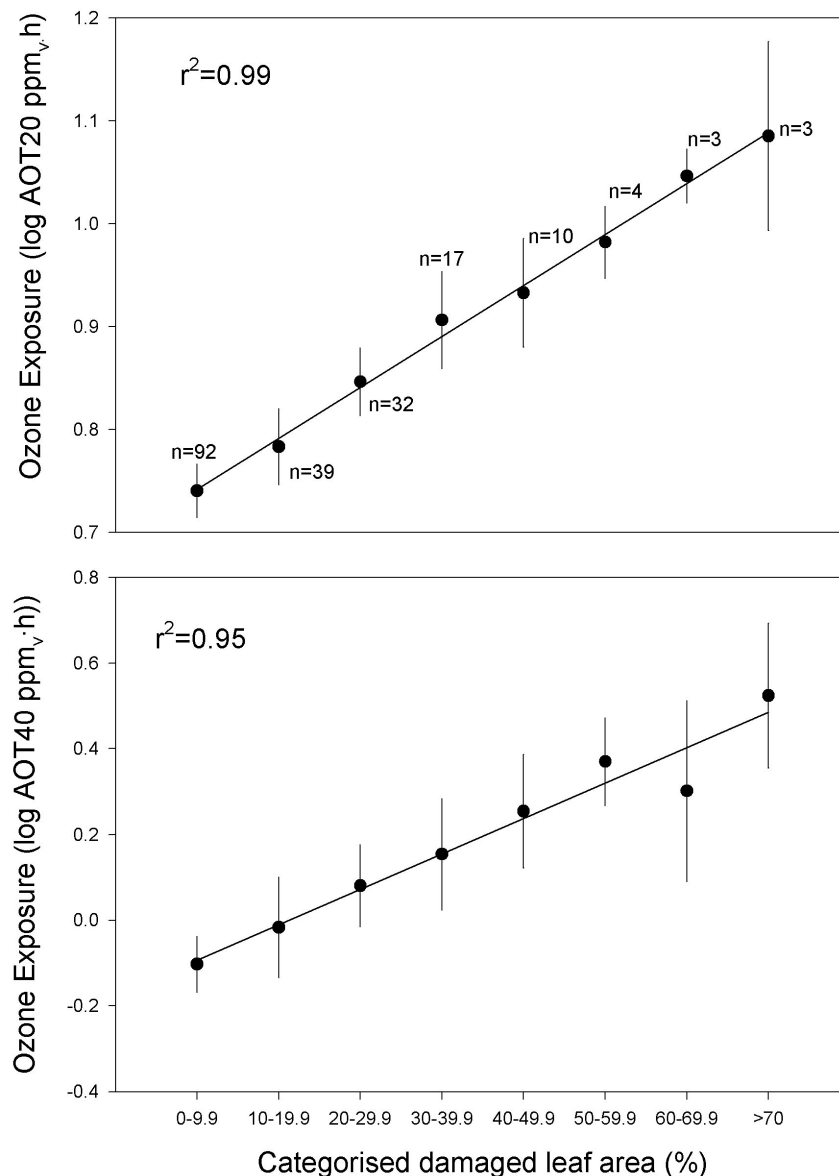 1.2
r²=0.99
1.1
n=3
n=3
n=4
1.0
n=10
n=17
0.9
n=32
0.8
n=92
n=39
0.7
Ozone Exposure (log AOT20 ppmᵥ.h)
0.8
r²=0.95
0.6
0.4
0.2
0.0
-0.2
-0.4
Ozone Exposure (log AOT40 ppmᵥ·h))
0-9.9 10-19.9 20-29.9 30-39.9 40-49.9 50-59.9 60-69.9 >70
Categorised damaged leaf area (%)